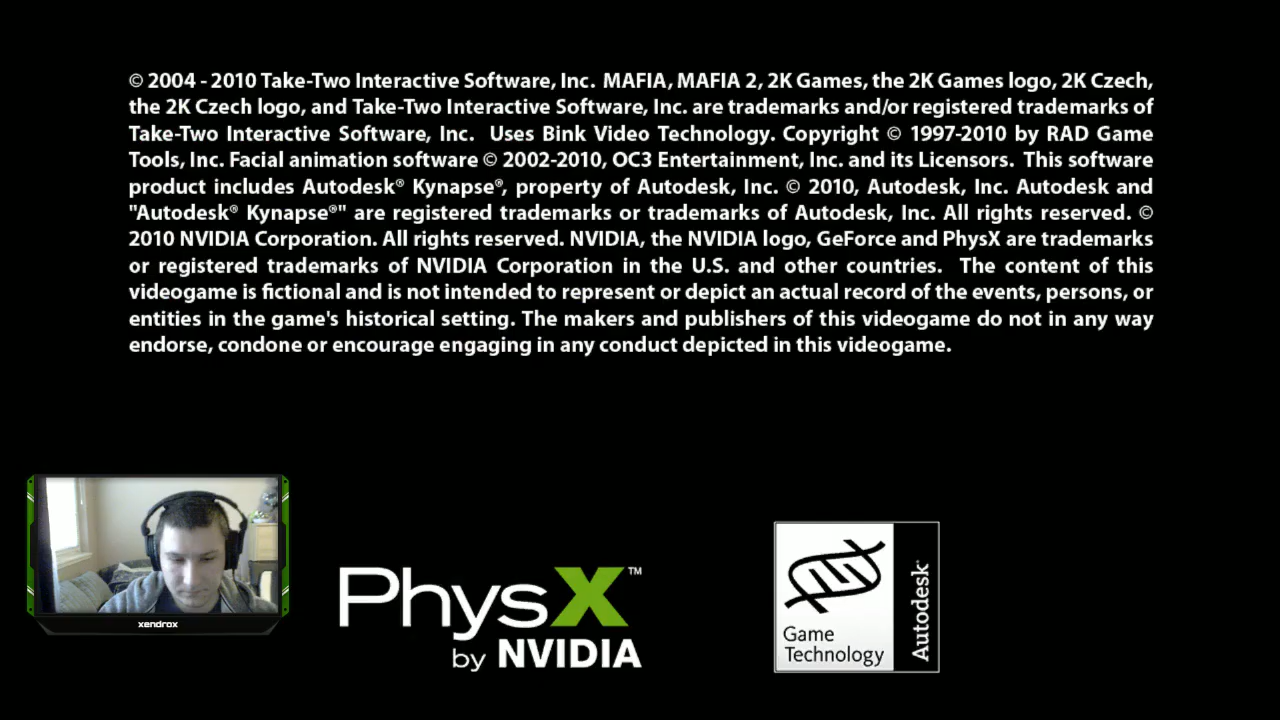 © 2004 - 2010 Take-Two Interactive Software, Inc.  MAFIA, MAFIA 2, 2K Games, the 2K Games logo, 2K Czech,
the 2K Czech logo, and Take-Two Interactive Software, Inc. are trademarks and/or registered trademarks of
Take-Two Interactive Software, Inc.  Uses Bink Video Technology. Copyright © 1997-2010 by RAD Game
Tools, Inc. Facial animation software © 2002-2010, OC3 Entertainment, Inc. and its Licensors.  This software
product includes Autodesk® Kynapse®, property of Autodesk, Inc. © 2010, Autodesk, Inc. Autodesk and
"Autodesk® Kynapse®" are registered trademarks or trademarks of Autodesk, Inc. All rights reserved. ©
2010 NVIDIA Corporation. All rights reserved. NVIDIA, the NVIDIA logo, GeForce and PhysX are trademarks
or registered trademarks of NVIDIA Corporation in the U.S. and other countries.  The content of this
videogame is fictional and is not intended to represent or depict an actual record of the events, persons, or
entities in the game's historical setting. The makers and publishers of this videogame do not in any way
endorse, condone or encourage engaging in any conduct depicted in this videogame.
xendrox
PhysX™
by NVIDIA
Game
Technology
Autodesk®